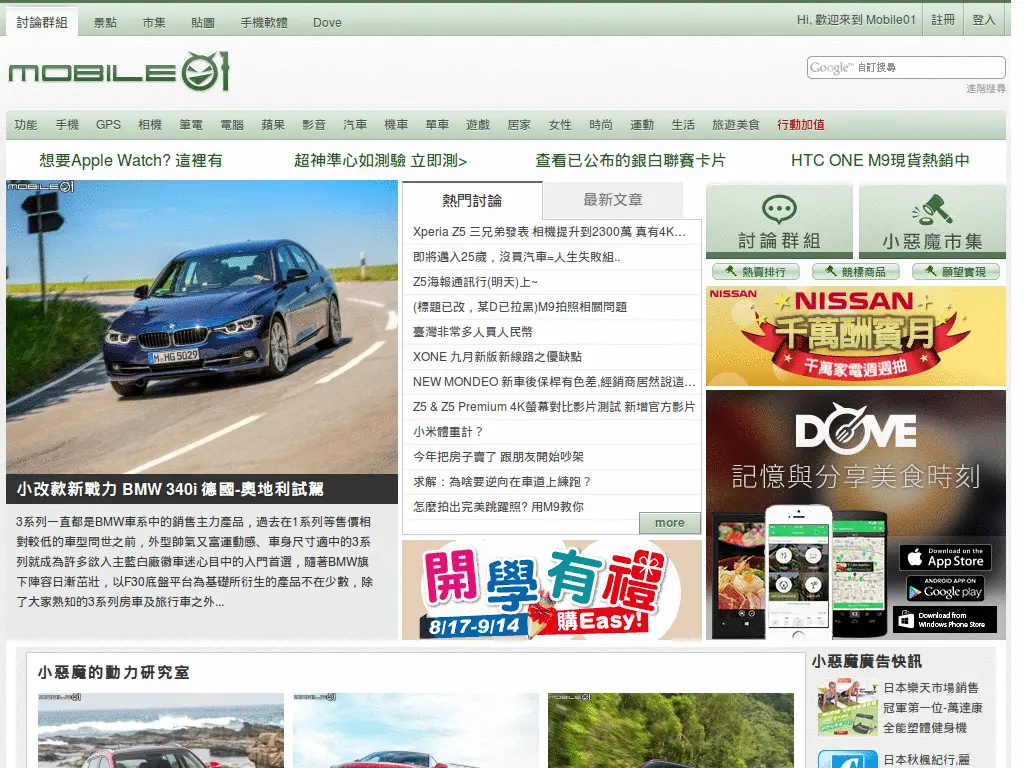 討論群組 景點 市集 貼圖 手機軟體 Dove Hi, 歡迎來到 Mobile01 註冊 登入
MOBILE01
Google™ 自訂搜尋
進階搜尋
功能 手機 GPS 相機 筆電 電腦 蘋果 影音 汽車 機車 單車 遊戲 居家 女性 時尚 運動 生活 旅遊美食 行動加值
想要Apple Watch? 這裡有 超神準心如測驗 立即測> 查看已公布的銀白聯賽卡片 HTC ONE M9現貨熱銷中
MOBILE01
M HG 5029
小改款新戰力 BMW 340i 德國-奧地利試駕
3系列一直都是BMW車系中的銷售主力產品，過去在1系列等售價相
對較低的車型問世之前，外型帥氣又富運動感、車身尺寸適中的3系
列就成為許多欲入主藍白廠徽車迷心目中的入門首選，隨著BMW旗
下陣容日漸茁壯，以F30底盤平台為基礎所衍生的產品不在少數，除
了大家熟知的3系列房車及旅行車之外...
熱門討論 最新文章
Xperia Z5 三兄弟發表 相機提升到2300萬 真有4K…
即將邁入25歲，沒買汽車=人生失敗組..
Z5海報通訊行(明天)上~
(標題已改，某D已拉黑)M9拍照相關問題
臺灣非常多人買人民幣
XONE 九月新版新線路之優缺點
NEW MONDEO 新車後保桿有色差,經銷商居然說這…
Z5 & Z5 Premium 4K螢幕對比影片測試 新增官方影片
小米體重計？
今年把房子賣了 跟朋友開始吵架
求解：為啥要逆向在車道上練跑？
怎麼拍出完美跳躍照? 用M9教你
more
開學有禮
8/17-9/14 購Easy!
討論群組 小惡魔市集
熱賣排行 競標商品 願望實現
NISSAN
NISSAN
千萬酬賓月
千萬家電週週抽
DOVE
記憶與分享美食時刻
Download on the
App Store
ANDROID APP ON
Google play
Download from
Windows Phone Store
小惡魔的動力研究室
MOBILE01 MOBILE01 MOBILE01
小惡魔廣告快訊
日本樂天市場銷售
冠軍第一位-萬達康
全能塑體健身機
日本秋楓紀行,麗